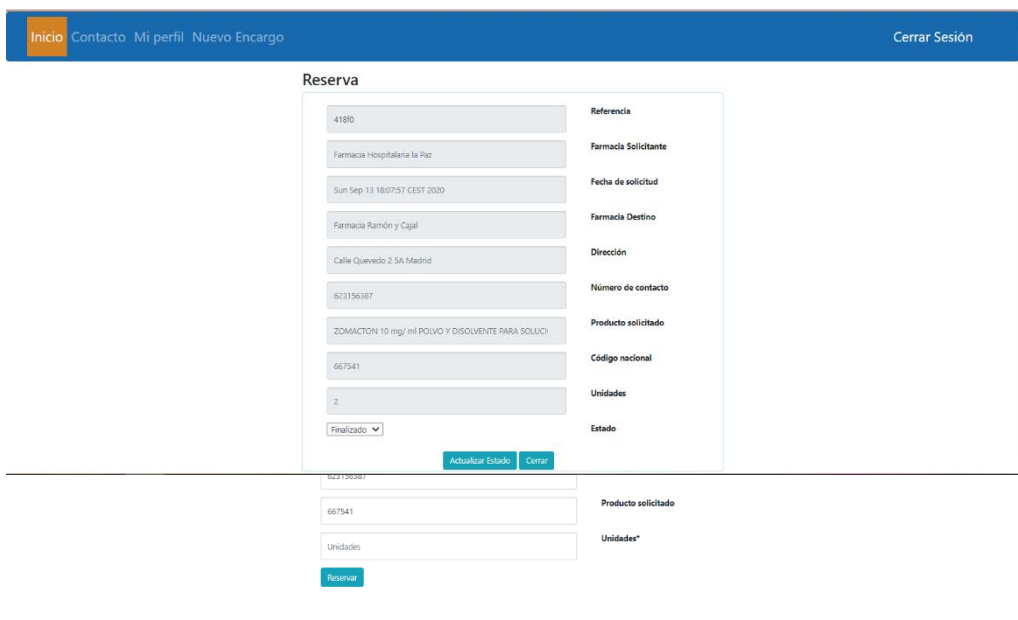 Inicio Contacto Mi perfil Nuevo Encargo Cerrar Sesión
Reserva
418f0 Referencia
Farmacia Hospitalaria la Paz Farmacia Solicitante
Sun Sep 13 18:07:57 CEST 2020 Fecha de solicitud
Farmacia Ramón y Cajal Farmacia Destino
Calle Quevedo 2 5A Madrid Dirección
623156387 Número de contacto
ZOMACTON 10 mg/ ml POLVO Y DISOLVENTE PARA SOLUCI Producto solicitado
667541 Código nacional
2 Unidades
Finalizado Estado
Actualizar Estado Cerrar
623156387
667541 Producto solicitado
Unidades Unidades*
Reservar